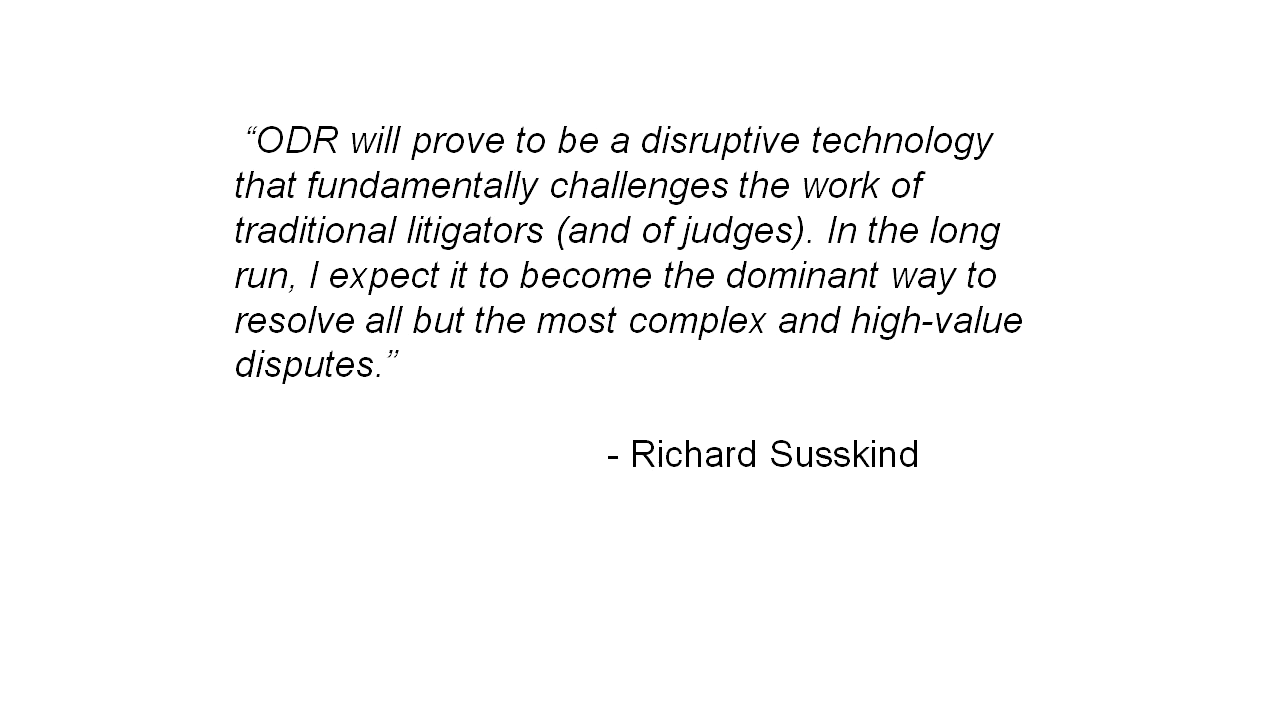 “ODR will prove to be a disruptive technology
that fundamentally challenges the work of
traditional litigators (and of judges). In the long
run, I expect it to become the dominant way to
resolve all but the most complex and high-value
disputes.”
- Richard Susskind